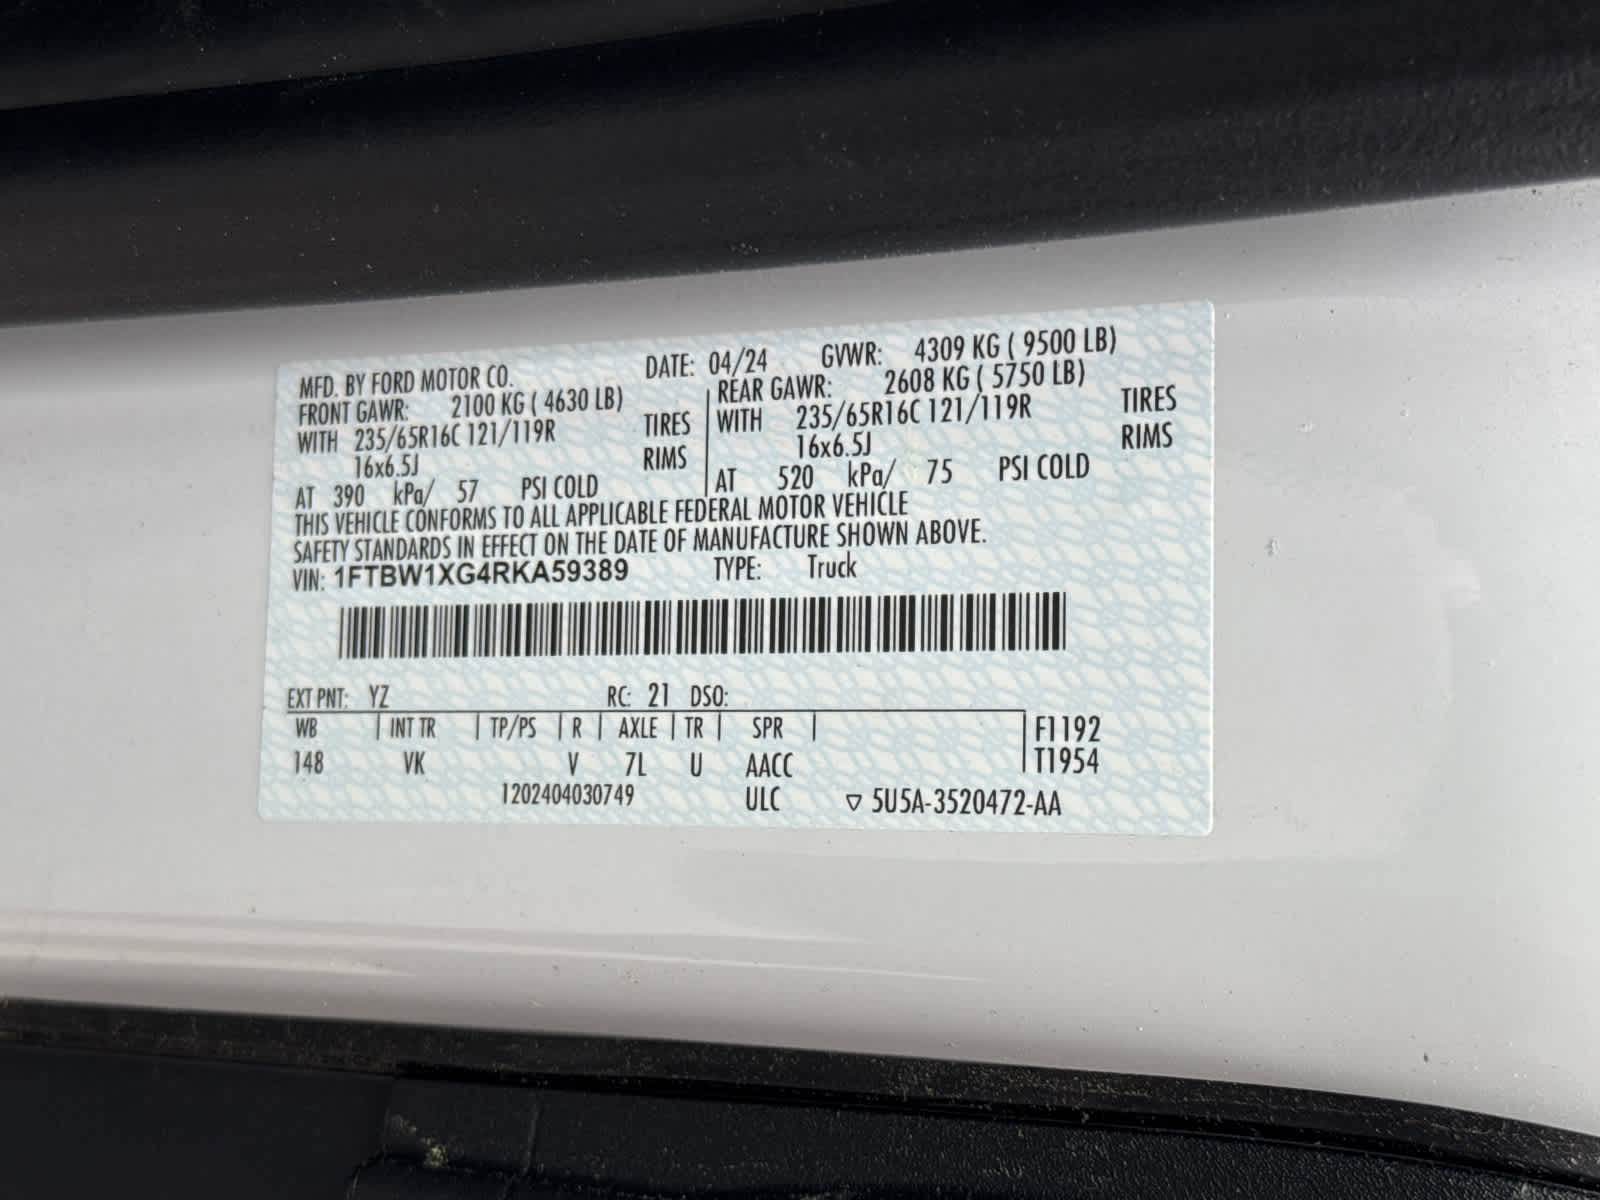 MFD. BY FORD MOTOR CO. DATE: 04/24 GVWR: 4309 KG ( 9500 LB)
FRONT GAWR: 2100 KG ( 4630 LB) REAR GAWR: 2608 KG ( 5750 LB)
WITH 235/65R16C 121/119R TIRES WITH 235/65R16C 121/119R TIRES
16x6.5J RIMS 16x6.5J RIMS
AT 390 kPa/ 57 PSI COLD AT 520 kPa/ 75 PSI COLD
THIS VEHICLE CONFORMS TO ALL APPLICABLE FEDERAL MOTOR VEHICLE
SAFETY STANDARDS IN EFFECT ON THE DATE OF MANUFACTURE SHOWN ABOVE.
VIN: 1FTBW1XG4RKA59389 TYPE: Truck
EXT PNT: YZ RC: 21 DSO:
WB INT TR TP/PS R AXLE TR SPR F1192
148 VK V 7L U AACC T1954
1202404030749 ULC ▽ 5U5A-3520472-AA